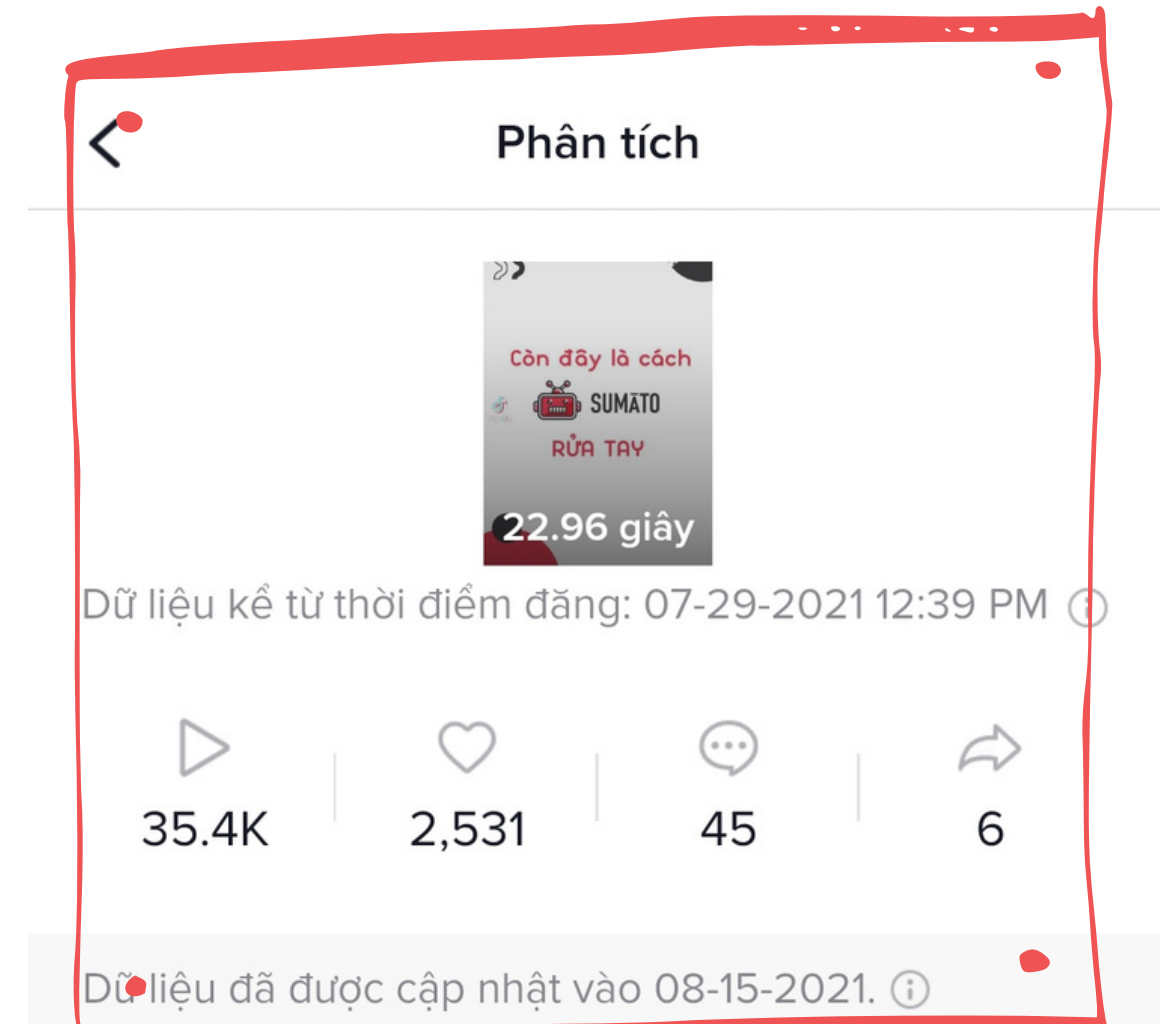 Phân tích
Còn đây là cách
SUMĀTO
RỬA TAY
22.96 giây
Dữ liệu kể từ thời điểm đăng: 07-29-2021 12:39 PM
35.4K
2,531
45
6
Dữ liệu đã được cập nhật vào 08-15-2021.